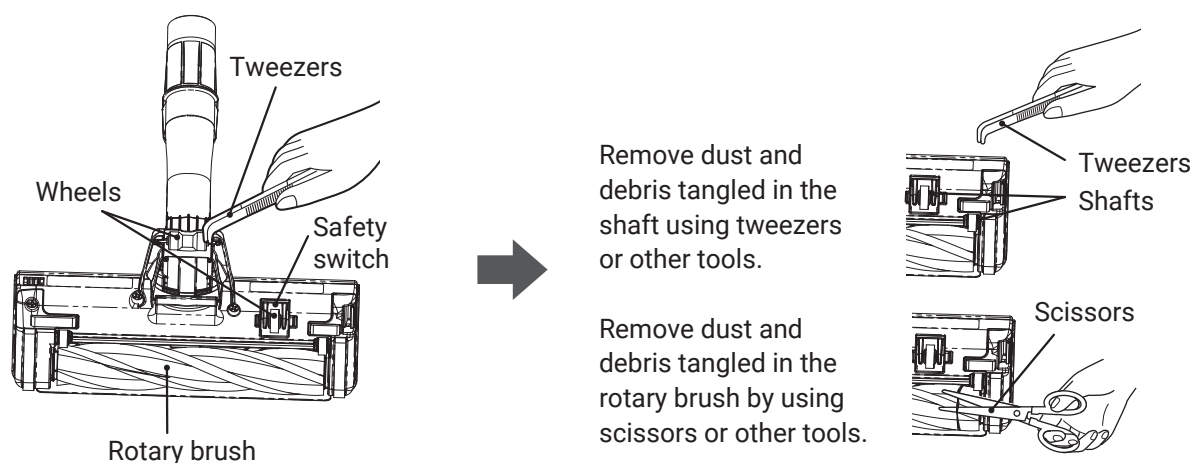 Tweezers
Wheels
Safety
switch
Rotary brush
Remove dust and
debris tangled in the
shaft using tweezers
or other tools.
Tweezers
Shafts
Remove dust and
debris tangled in the
rotary brush by using
scissors or other tools.
Scissors